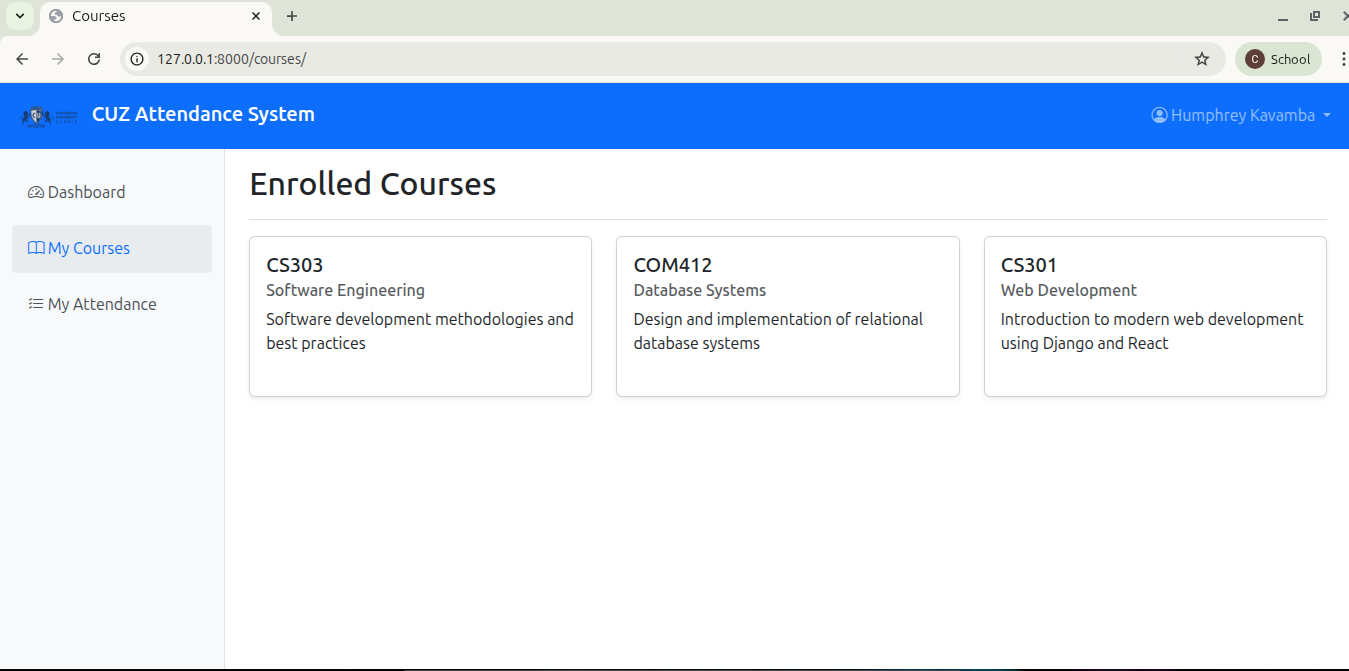 Courses
127.0.0.1:8000/courses/
C School
CUZ Attendance System
Humphrey Kavamba
Dashboard
My Courses
My Attendance
Enrolled Courses
CS303
Software Engineering
Software development methodologies and
best practices
COM412
Database Systems
Design and implementation of relational
database systems
CS301
Web Development
Introduction to modern web development
using Django and React